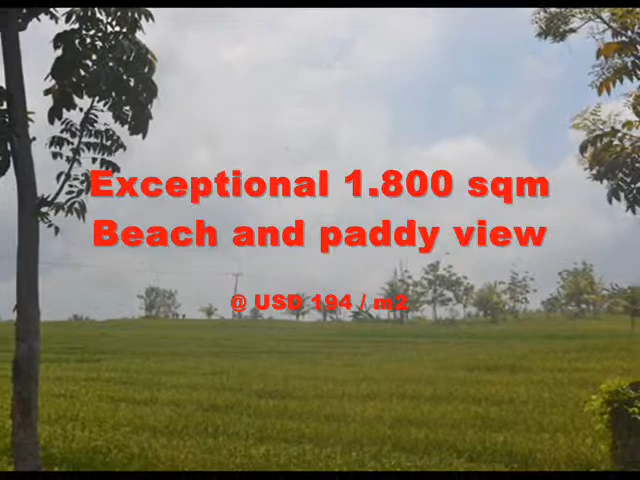 Exceptional 1.800 sqm
Beach and paddy view
@ USD 194 / m2